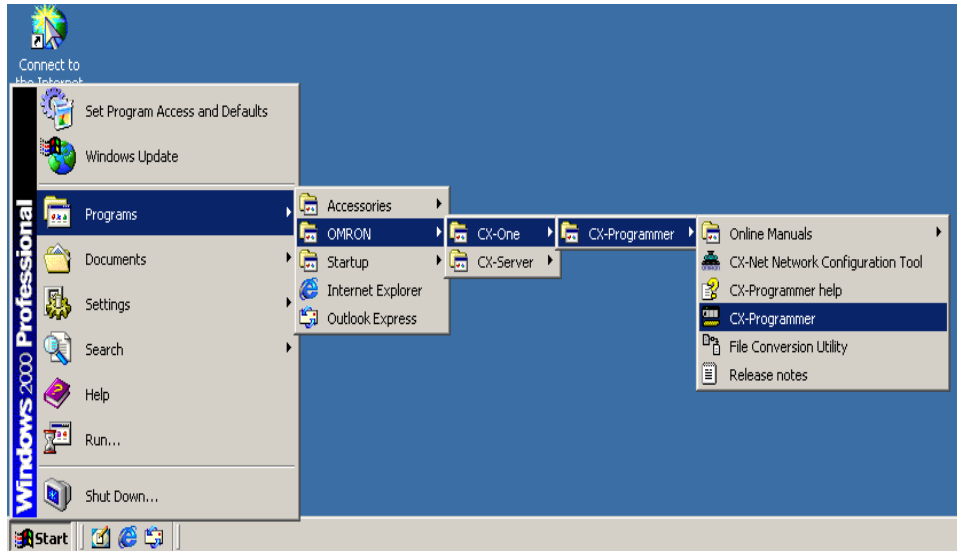 Connect to
the Internet
Set Program Access and Defaults
Windows Update
Programs
Documents
Settings
Search
Help
Run...
Shut Down...
Windows 2000 Professional
Accessories
OMRON
Startup
Internet Explorer
Outlook Express
CX-One
CX-Server
CX-Programmer
Online Manuals
CX-Net Network Configuration Tool
CX-Programmer help
CX-Programmer
File Conversion Utility
Release notes
Start